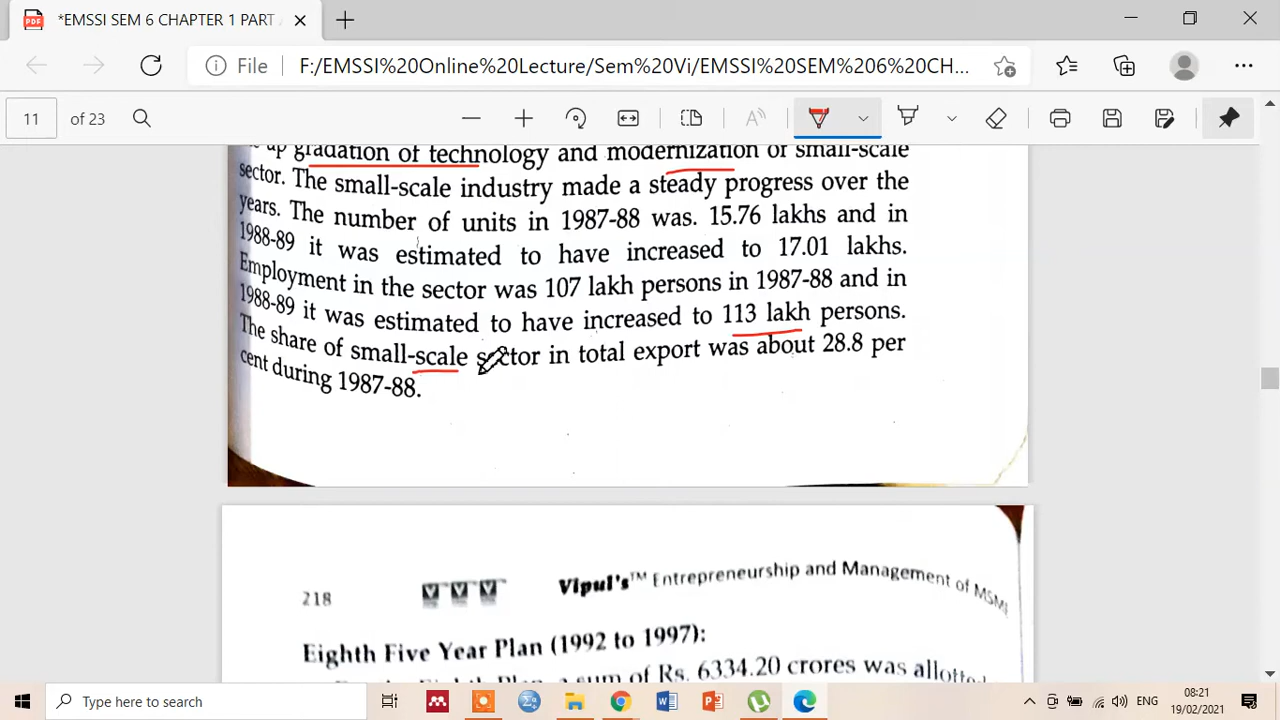 *EMSSI SEM 6 CHAPTER 1 PART
File F:/EMSSI%20Online%20Lecture/Sem%20Vi/EMSSI%20SEM%206%20CH...
11 of 23
up gradation of technology and modernization of small-scale
sector. The small-scale industry made a steady progress over the
years. The number of units in 1987-88 was. 15.76 lakhs and in
1988-89 it was estimated to have increased to 17.01 lakhs.
Employment in the sector was 107 lakh persons in 1987-88 and in
1988-89 it was estimated to have increased to 113 lakh persons.
The share of small-scale sector in total export was about 28.8 per
cent during 1987-88.
218 Vipul's™ Entrepreneurship and Management of MSME
Eighth Five Year Plan (1992 to 1997):
sum of Rs. 6334.20 crores was allotted
Type here to search
ENG
08:21
19/02/2021